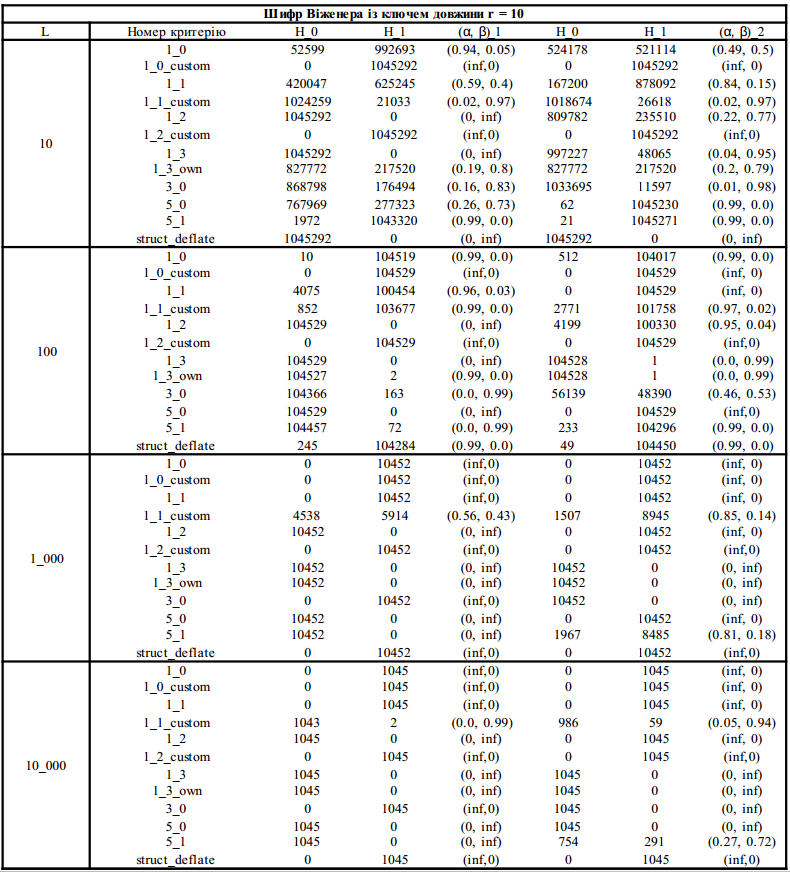 Шифр Віженера із ключем довжини r = 10
L Номер критерію H_0 H_1 (α, β)_1 H_0 H_1 (α, β)_2
10
1_0 52599 992693 (0.94, 0.05) 524178 521114 (0.49, 0.5)
1_0_custom 0 1045292 (inf, 0) 0 1045292 (inf, 0)
1_1 420047 625245 (0.59, 0.4) 167200 878092 (0.84, 0.15)
1_1_custom 1024259 21033 (0.02, 0.97) 1018674 26618 (0.02, 0.97)
1_2 1045292 0 (0, inf) 809782 235510 (0.22, 0.77)
1_2_custom 0 1045292 (inf,0) 0 1045292 (inf,0)
1_3 1045292 0 (0, inf) 997227 48065 (0.04, 0.95)
1_3_own 827772 217520 (0.19, 0.8) 827772 217520 (0.2, 0.79)
3_0 868798 176494 (0.16, 0.83) 1033695 11597 (0.01, 0.98)
5_0 767969 277323 (0.26, 0.73) 62 1045230 (0.99, 0.0)
5_1 1972 1043320 (0.99, 0.0) 21 1045271 (0.99, 0.0)
struct_deflate 1045292 0 (0, inf) 1045292 0 (0, inf)
100
1_0 10 104519 (0.99, 0.0) 512 104017 (0.99, 0.0)
1_0_custom 0 104529 (inf,0) 0 104529 (inf, 0)
1_1 4075 100454 (0.96, 0.03) 0 104529 (inf, 0)
1_1_custom 852 103677 (0.99, 0.0) 2771 101758 (0.97, 0.02)
1_2 104529 0 (0, inf) 4199 100330 (0.95, 0.04)
1_2_custom 0 104529 (inf,0) 0 104529 (inf,0)
1_3 104529 0 (0, inf) 104528 1 (0.0, 0.99)
1_3_own 104527 2 (0.99, 0.0) 104528 1 (0.0, 0.99)
3_0 104366 163 (0.0, 0.99) 56139 48390 (0.46, 0.53)
5_0 104529 0 (0, inf) 0 104529 (inf,0)
5_1 104457 72 (0.0, 0.99) 233 104296 (0.99, 0.0)
struct_deflate 245 104284 (0.99, 0.0) 49 104450 (0.99, 0.0)
1_000
1_0 0 10452 (inf,0) 0 10452 (inf, 0)
1_0_custom 0 10452 (inf,0) 0 10452 (inf, 0)
1_1 0 10452 (inf,0) 0 10452 (inf, 0)
1_1_custom 4538 5914 (0.56, 0.43) 1507 8945 (0.85, 0.14)
1_2 10452 0 (0, inf) 0 10452 (inf, 0)
1_2_custom 0 10452 (inf,0) 0 10452 (inf,0)
1_3 10452 0 (0, inf) 10452 0 (0, inf)
1_3_own 10452 0 (0, inf) 10452 0 (0, inf)
3_0 0 10452 (inf,0) 10452 0 (0, inf)
5_0 10452 0 (0, inf) 0 10452 (inf, 0)
5_1 10452 0 (0, inf) 1967 8485 (0.81, 0.18)
struct_deflate 0 10452 (inf,0) 0 10452 (inf,0)
10_000
1_0 0 1045 (inf,0) 0 1045 (inf, 0)
1_0_custom 0 1045 (inf,0) 0 1045 (inf, 0)
1_1 0 1045 (inf,0) 0 1045 (inf, 0)
1_1_custom 1043 2 (0.0, 0.99) 986 59 (0.05, 0.94)
1_2 1045 0 (0, inf) 0 1045 (inf, 0)
1_2_custom 0 1045 (inf,0) 0 1045 (inf,0)
1_3 1045 0 (0, inf) 1045 0 (0, inf)
1_3_own 1045 0 (0, inf) 1045 0 (0, inf)
3_0 0 1045 (inf,0) 1045 0 (0, inf)
5_0 1045 0 (0, inf) 1045 0 (0, inf)
5_1 1045 0 (0, inf) 754 291 (0.27, 0.72)
struct_deflate 0 1045 (inf,0) 0 1045 (inf,0)